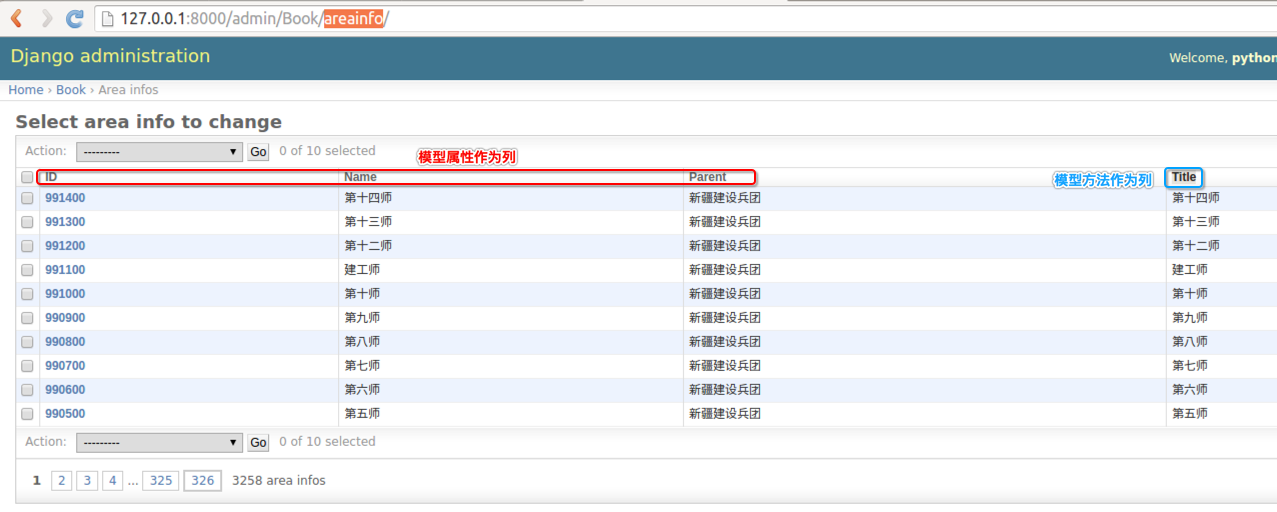 127.0.0.1:8000/admin/Book/areainfo/
Django administration
Welcome, python
Home › Book › Area infos
Select area info to change
Action: --------- Go 0 of 10 selected
模型属性作为列
ID Name Parent 模型方法作为列 Title
991400 第十四师 新疆建设兵团 第十四师
991300 第十三师 新疆建设兵团 第十三师
991200 第十二师 新疆建设兵团 第十二师
991100 建工师 新疆建设兵团 建工师
991000 第十师 新疆建设兵团 第十师
990900 第九师 新疆建设兵团 第九师
990800 第八师 新疆建设兵团 第八师
990700 第七师 新疆建设兵团 第七师
990600 第六师 新疆建设兵团 第六师
990500 第五师 新疆建设兵团 第五师
Action: --------- Go 0 of 10 selected
1 2 3 4 ... 325 326 3258 area infos